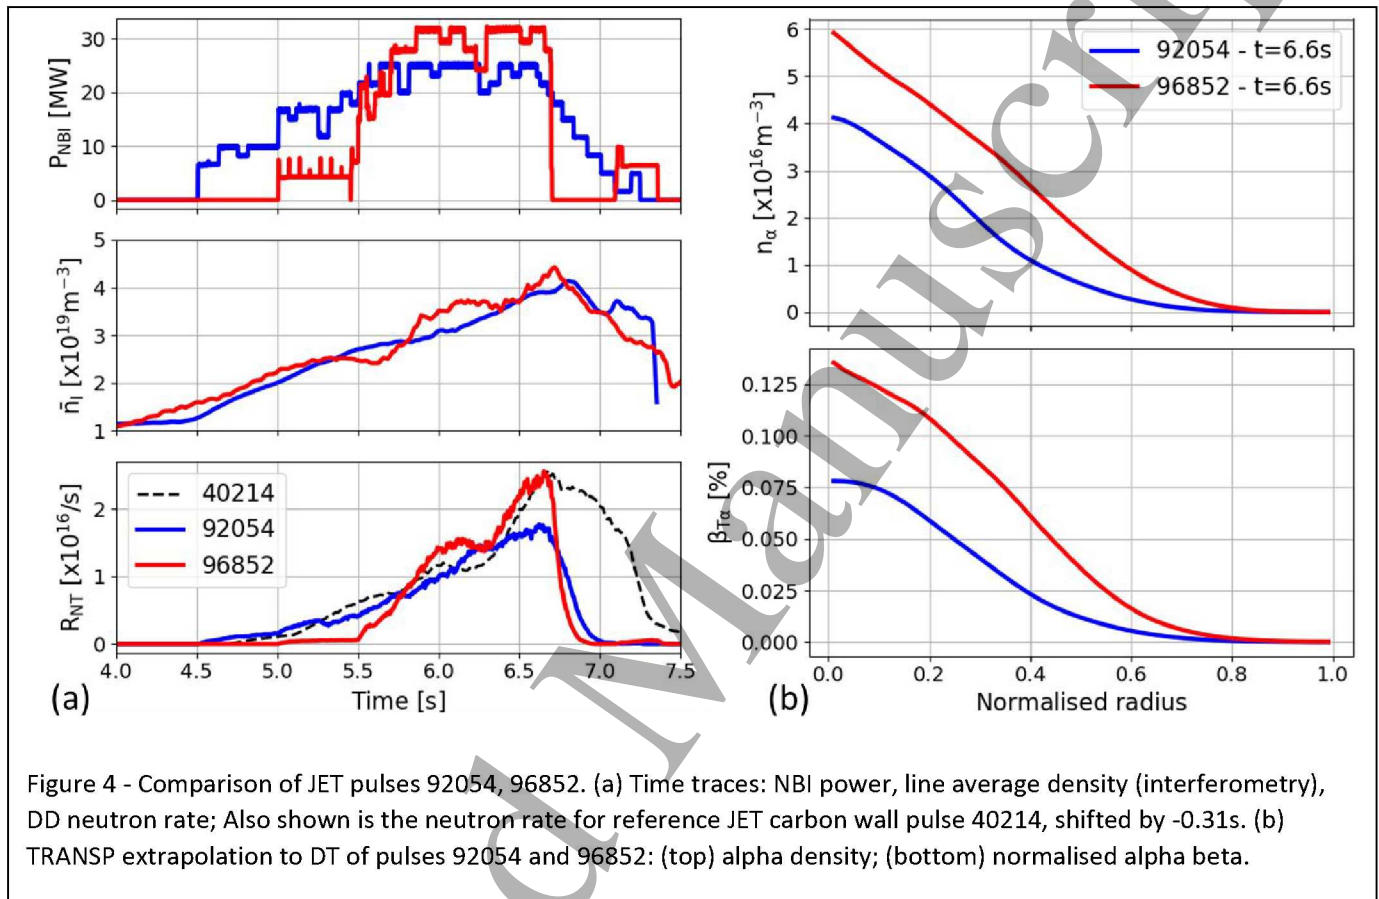 30
20
10
0
P_NBI [MW]
5
4
3
2
1
n̄_l [x10^19 m^-3]
40214
92054
96852
2
1
0
R_NT [x10^16/s]
4.0 4.5 5.0 5.5 6.0 6.5 7.0 7.5
(a) Time [s]
92054 - t=6.6s
96852 - t=6.6s
6
5
4
3
2
1
0
n_α [x10^16 m^-3]
0.125
0.100
0.075
0.050
0.025
0.000
β_Tα [%]
0.0 0.2 0.4 0.6 0.8 1.0
(b) Normalised radius
d Manuscrip
Figure 4 - Comparison of JET pulses 92054, 96852. (a) Time traces: NBI power, line average density (interferometry),
DD neutron rate; Also shown is the neutron rate for reference JET carbon wall pulse 40214, shifted by -0.31s. (b)
TRANSP extrapolation to DT of pulses 92054 and 96852: (top) alpha density; (bottom) normalised alpha beta.